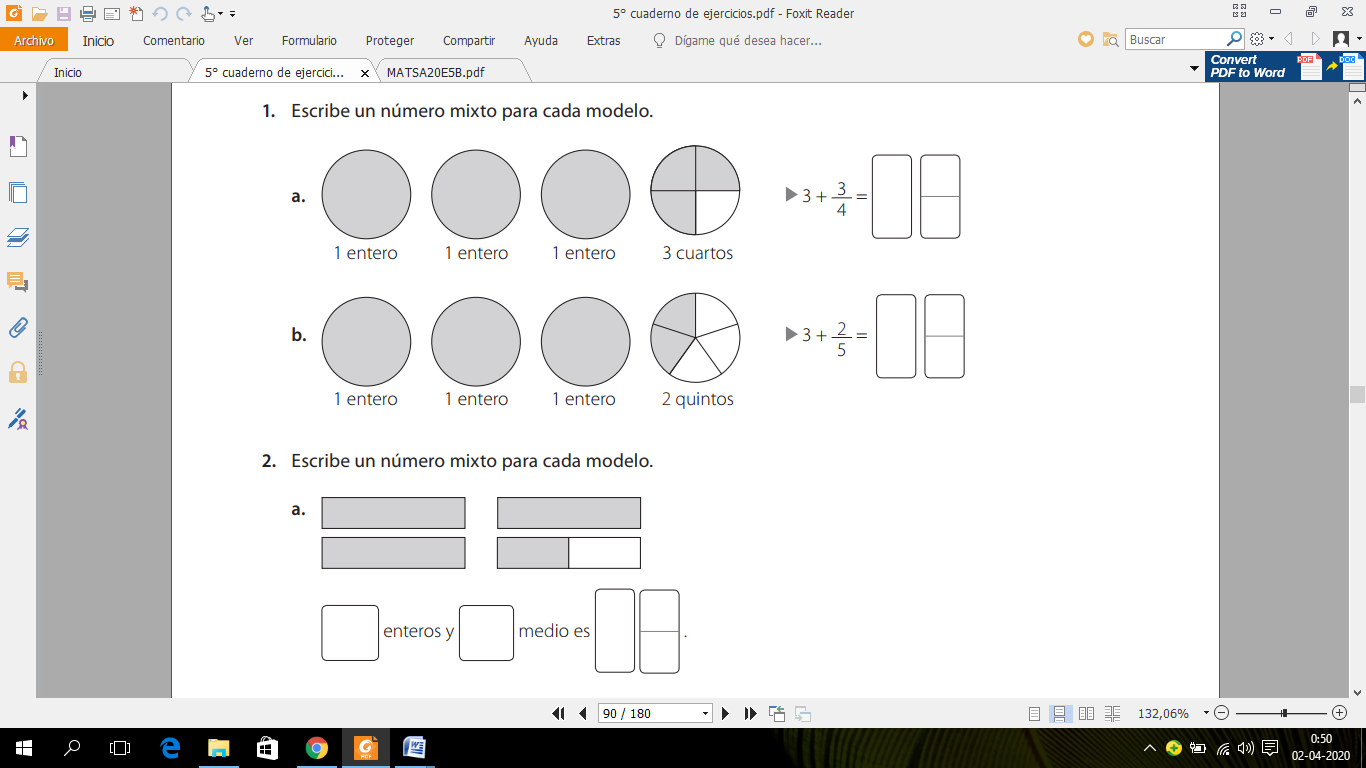 5° cuaderno de ejercicios.pdf - Foxit Reader
Archivo Inicio Comentario Ver Formulario Proteger Compartir Ayuda Extras Dígame qué desea hacer... Buscar
Inicio 5° cuaderno de ejercici... MATSA20E5B.pdf
Convert PDF DOC
PDF to Word
1. Escribe un número mixto para cada modelo.
a.
1 entero 1 entero 1 entero 3 cuartos
3 + 3/4 =
b.
1 entero 1 entero 1 entero 2 quintos
3 + 2/5 =
2. Escribe un número mixto para cada modelo.
a.
enteros y medio es .
90 / 180 132,06%
0:50
02-04-2020